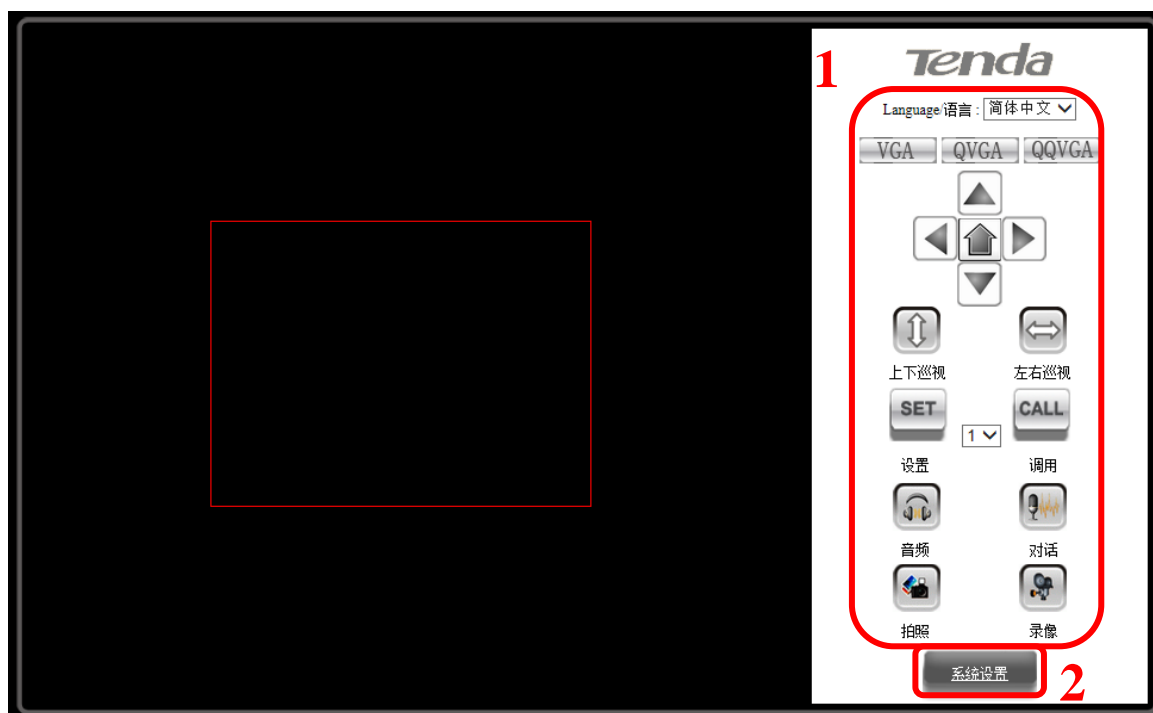 1
Tenda
Language/语言 : 简体中文
VGA QVGA QQVGA
上下巡视 左右巡视
SET CALL
1
设置 调用
音频 对话
拍照 录像
系统设置
2